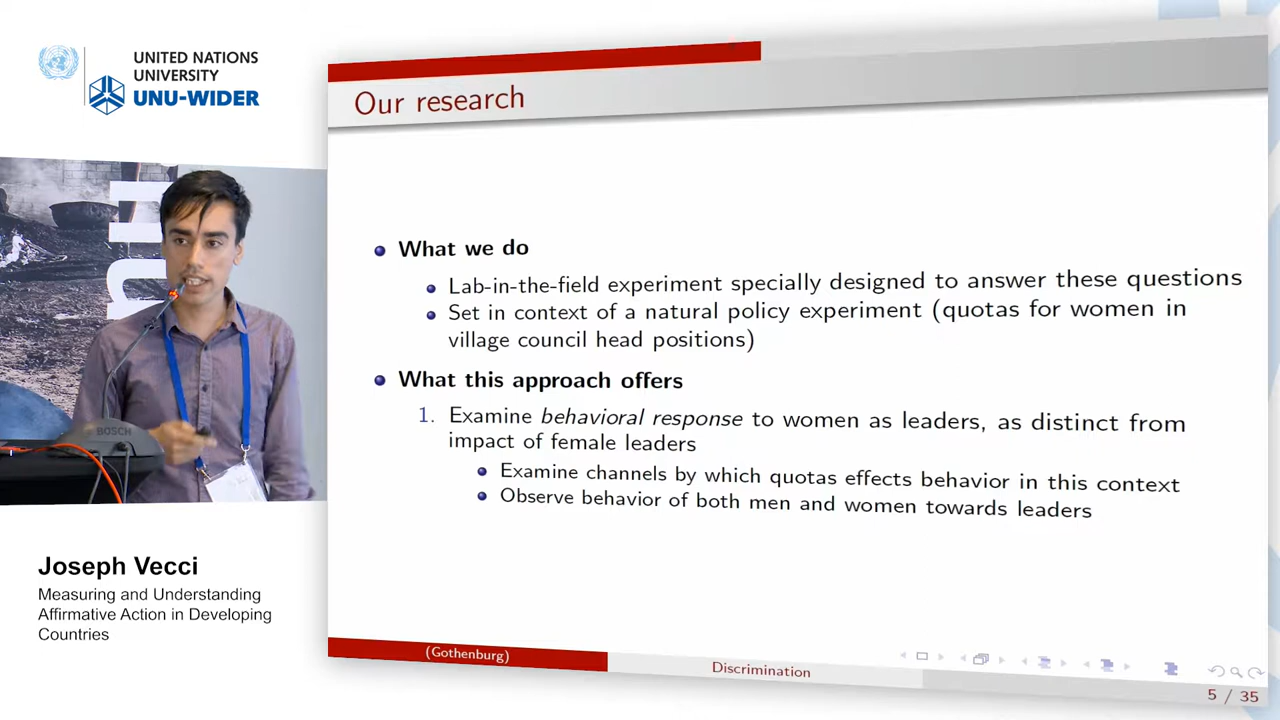 UNITED NATIONS
UNIVERSITY
UNU-WIDER
Our research
What we do
Lab-in-the-field experiment specially designed to answer these questions
Set in context of a natural policy experiment (quotas for women in
village council head positions)
What this approach offers
1. Examine behavioral response to women as leaders, as distinct from
impact of female leaders
Examine channels by which quotas effects behavior in this context
Observe behavior of both men and women towards leaders
BOSCH
Joseph Vecci
Measuring and Understanding
Affirmative Action in Developing
Countries
(Gothenburg)
Discrimination
5 / 35